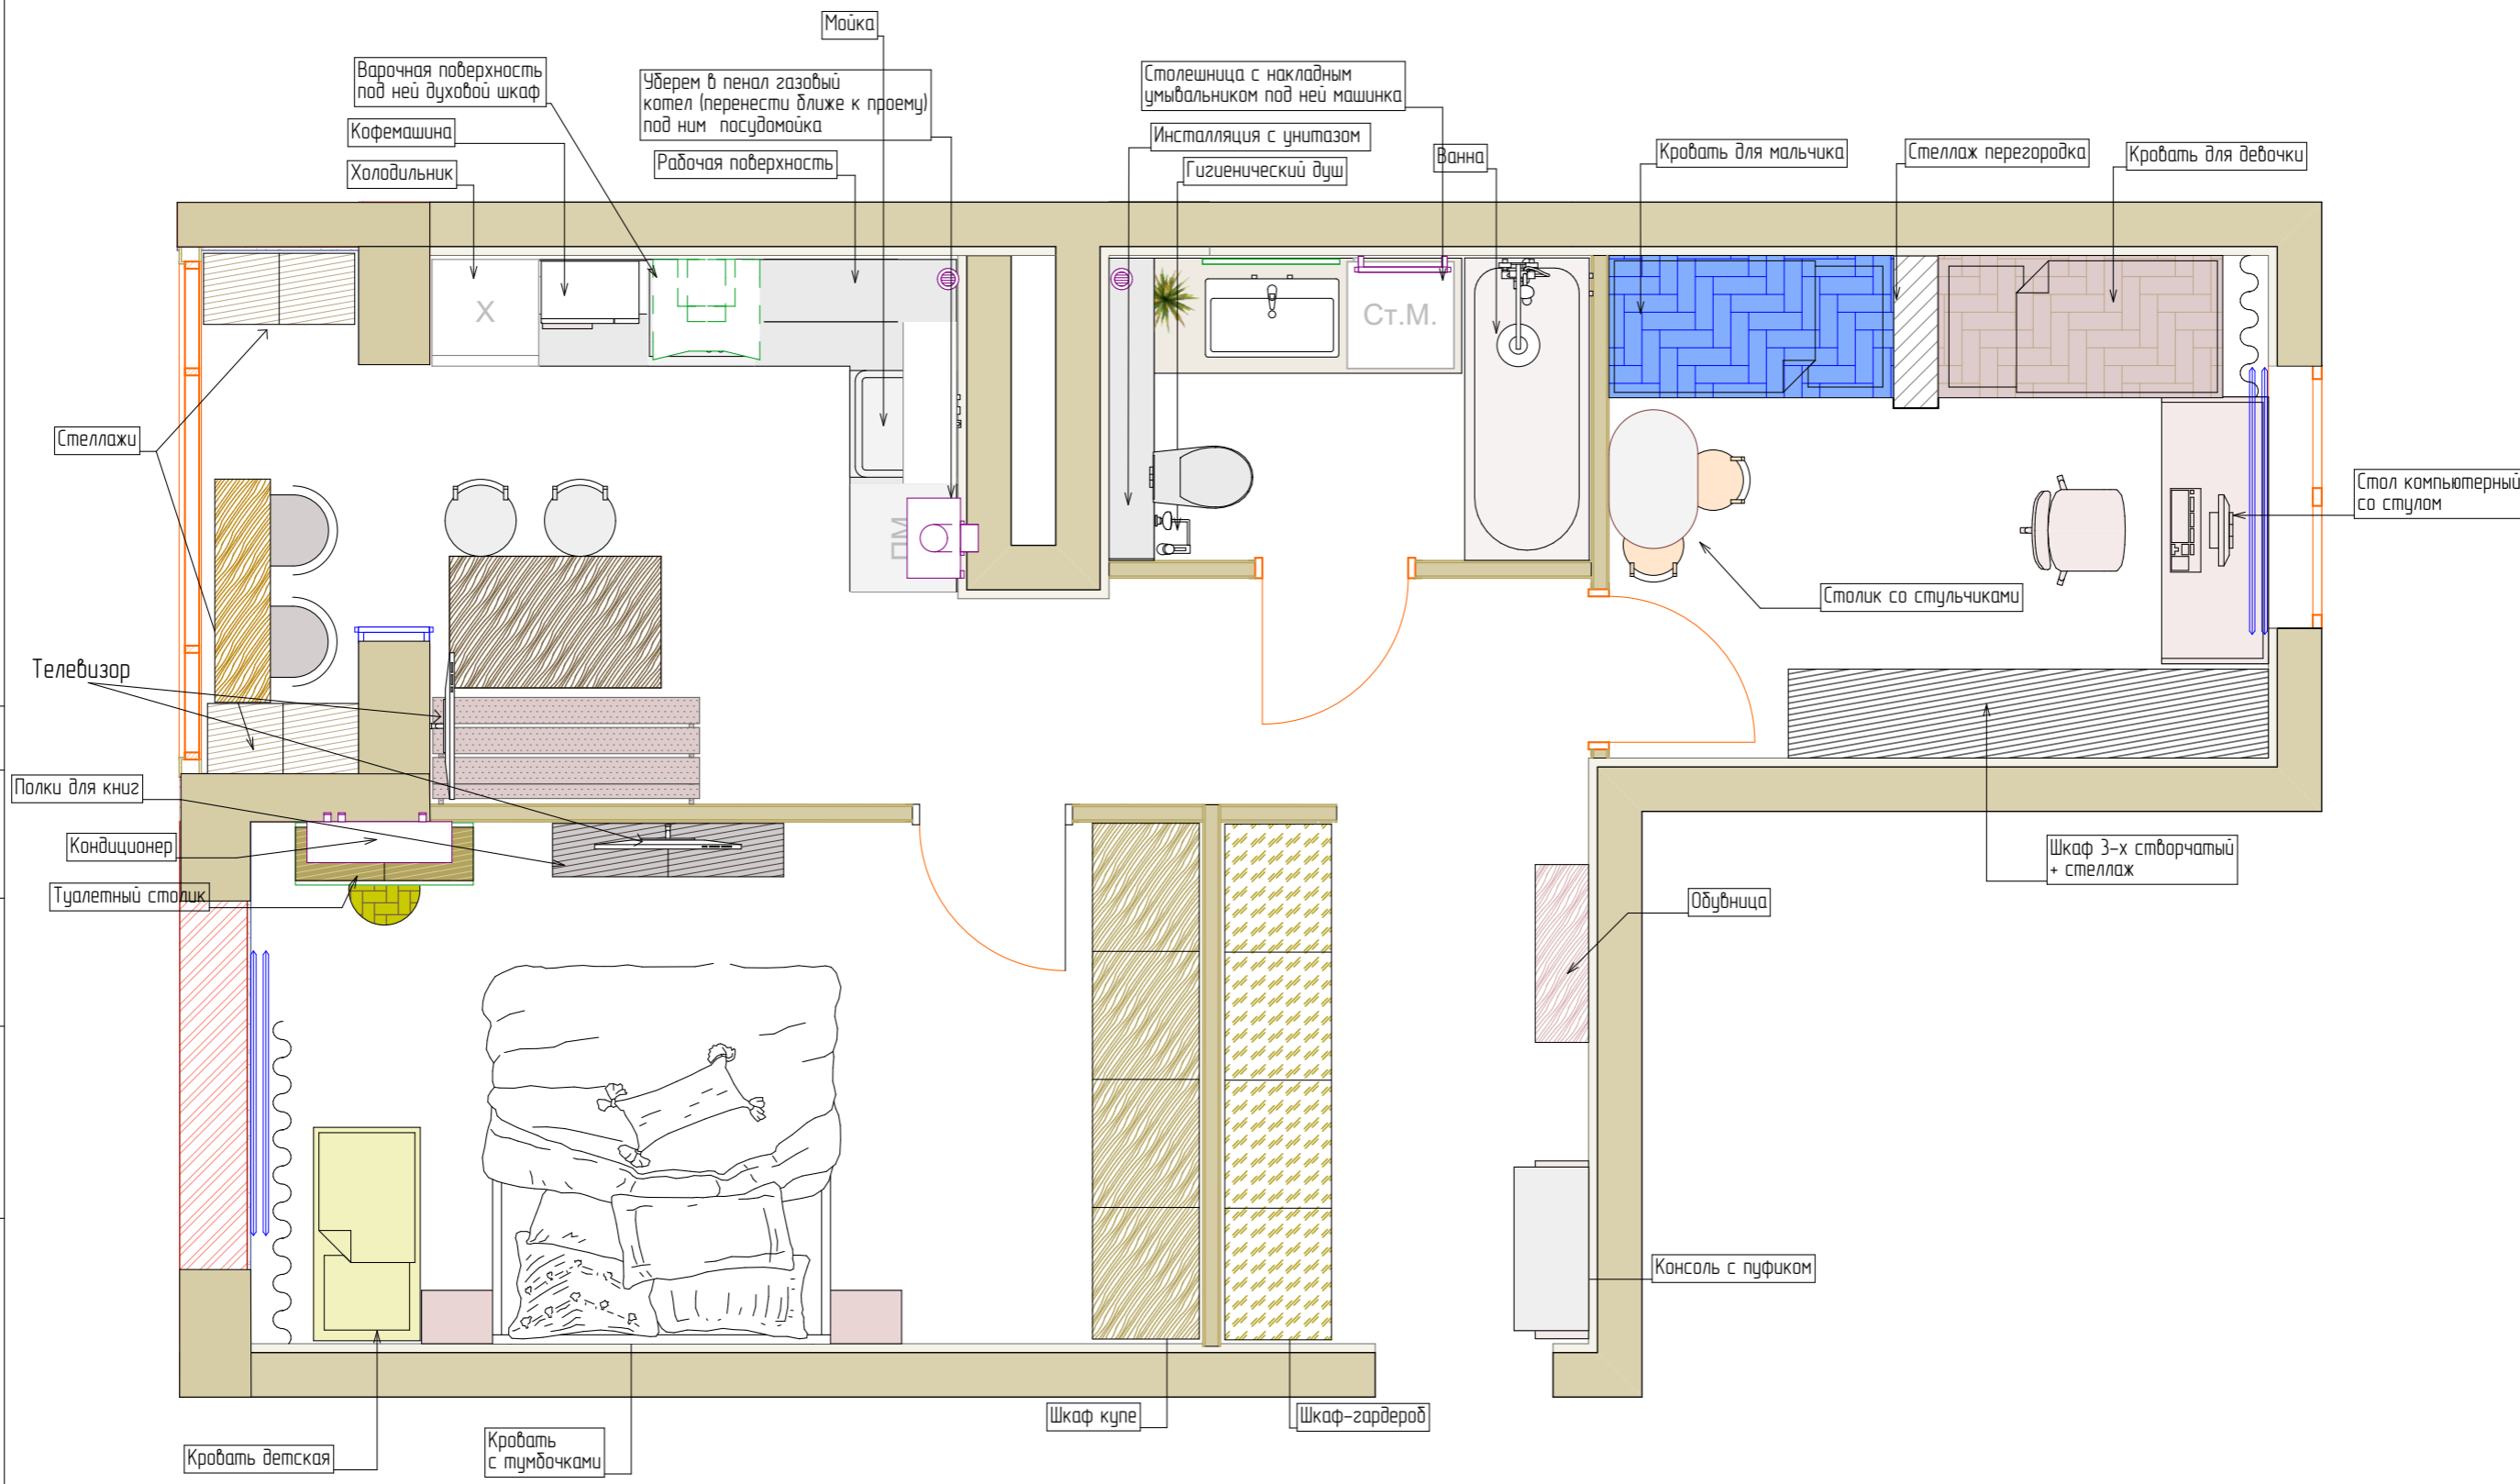 Мойка
Варочная поверхность
под ней духовой шкаф
Уберем в пенал газовый
котел (перенести ближе к проему)
под ним посудомойка
Столешница с накладным
умывальником под ней машинка
Кофемашина
Инсталляция с унитазом
Рабочая поверхность
Ванна
Кровать для мальчика
Стеллаж перегородка
Кровать для девочки
Холодильник
Гигиенический душ
Х
Ст.М.
Стеллажи
Стол компьютерный
со стулом
ПМ
Столик со стульчиками
Телевизор
Полки для книг
Кондиционер
Шкаф 3-х створчатый
+ стеллаж
Туалетный столик
Обувница
Консоль с пуфиком
Шкаф купе
Шкаф-гардероб
Кровать детская
Кровать
с тумбочками